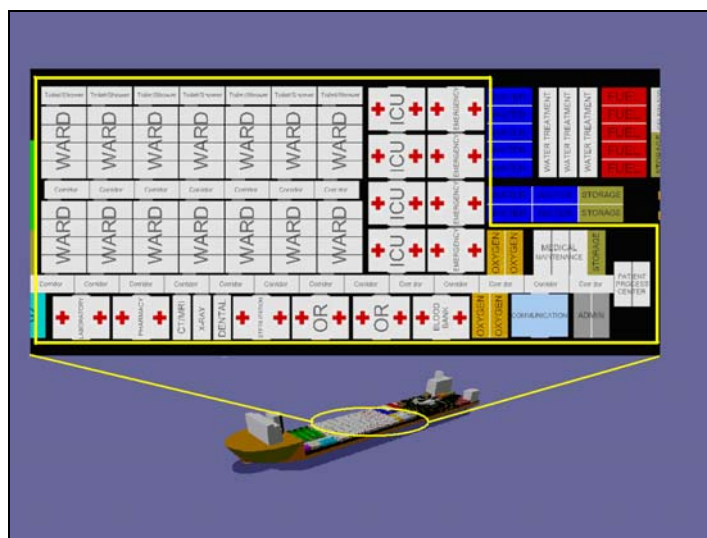 Toilet/Shower Toilet/Shower Toilet/Shower Toilet/Shower Toilet/Shower Toilet/Shower Toilet/Shower
WARD WARD WARD WARD WARD WARD WARD
ICU EMERGENCY
ICU EMERGENCY
ICU EMERGENCY
ICU EMERGENCY
WATER TREATMENT WATER TREATMENT WATER TREATMENT
FUEL
FUEL
FUEL
FUEL
FUEL
STORAGE
Corridor Corridor Corridor Corridor Corridor Corridor Corridor
STORAGE
STORAGE
WARD WARD WARD WARD WARD WARD WARD
OXYGEN OXYGEN
MEDICAL
MAINTENANCE
STORAGE
Corridor Corridor Corridor Corridor Corridor Corridor Corridor Corridor Corridor Corridor Corridor Corridor Corridor
PATIENT
PROCESS
CENTER
LABORATORY PHARMACY CT/MRI X-RAY DENTAL OR OR BLOOD
BANK
OXYGEN OXYGEN COMMUNICATION ADMIN